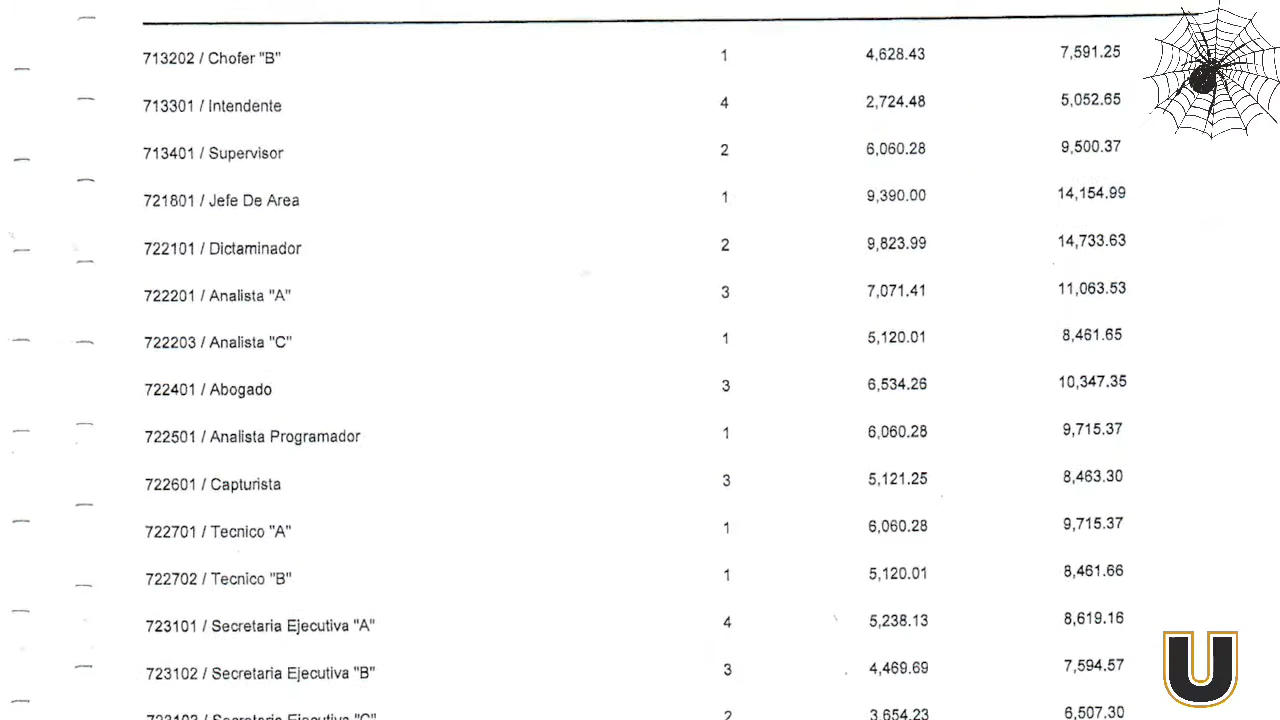 713202 / Chofer "B" 1 4,628.43 7,591.25
713301 / Intendente 4 2,724.48 5,052.65
713401 / Supervisor 2 6,060.28 9,500.37
721801 / Jefe De Area 1 9,390.00 14,154.99
722101 / Dictaminador 2 9,823.99 14,733.63
722201 / Analista "A" 3 7,071.41 11,063.53
722203 / Analista "C" 1 5,120.01 8,461.65
722401 / Abogado 3 6,534.26 10,347.35
722501 / Analista Programador 1 6,060.28 9,715.37
722601 / Capturista 3 5,121.25 8,463.30
722701 / Tecnico "A" 1 6,060.28 9,715.37
722702 / Tecnico "B" 1 5,120.01 8,461.66
723101 / Secretaria Ejecutiva "A" 4 5,238.13 8,619.16
723102 / Secretaria Ejecutiva "B" 3 4,469.69 7,594.57
723103 / Secretaria Ejecutiva "C" 2 3,654.23 6,507.30
U